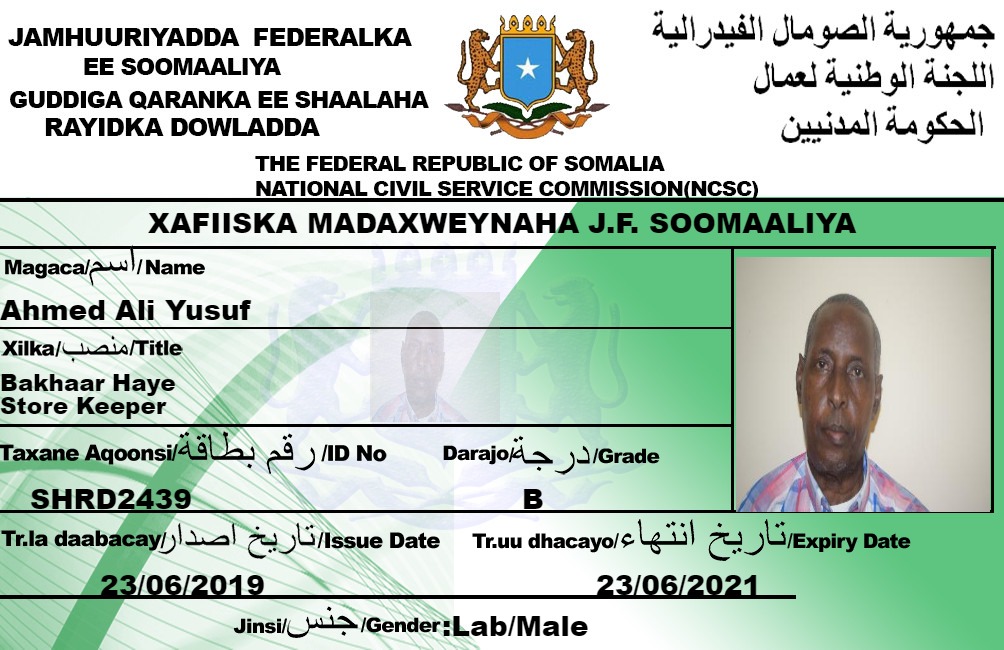 JAMHUURIYADDA FEDERALKA
EE SOOMAALIYA
GUDDIGA QARANKA EE SHAALAHA
RAYIDKA DOWLADDA
جمهورية الصومال الفيدرالية
اللجنة الوطنية لعمال
الحكومة المدنيين
THE FEDERAL REPUBLIC OF SOMALIA
NATIONAL CIVIL SERVICE COMMISSION(NCSC)
XAFIISKA MADAXWEYNAHA J.F. SOOMAALIYA
Magaca/اسم/Name
Ahmed Ali Yusuf
Xilka/منصب/Title
Bakhaar Haye
Store Keeper
Taxane Aqoonsi/رقم بطاقة/ID No Darajo/درجة/Grade
SHRD2439 B
Tr.la daabacay/تاريخ اصدار/Issue Date Tr.uu dhacayo/تاريخ انتهاء/Expiry Date
23/06/2019 23/06/2021
Jinsi/جنس/Gender:Lab/Male